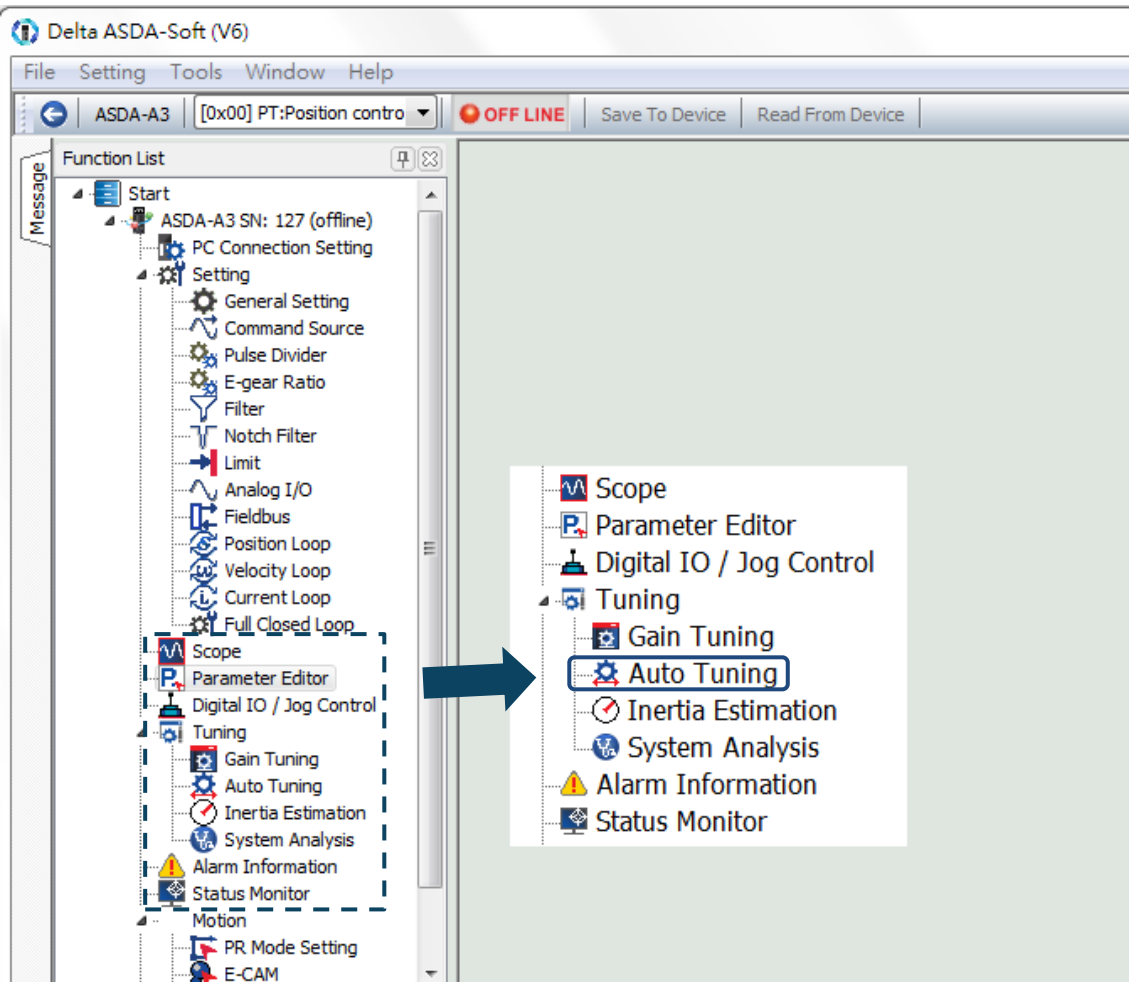 Delta ASDA-Soft (V6)
File Setting Tools Window Help
ASDA-A3 [0x00] PT:Position contro OFF LINE Save To Device Read From Device
Message
Function List
Start
ASDA-A3 SN: 127 (offline)
PC Connection Setting
Setting
General Setting
Command Source
Pulse Divider
E-gear Ratio
Filter
Notch Filter
Limit
Analog I/O
Fieldbus
Position Loop
Velocity Loop
Current Loop
Full Closed Loop
Scope
Parameter Editor
Digital IO / Jog Control
Tuning
Gain Tuning
Auto Tuning
Inertia Estimation
System Analysis
Alarm Information
Status Monitor
Motion
PR Mode Setting
E-CAM
Scope
Parameter Editor
Digital IO / Jog Control
Tuning
Gain Tuning
Auto Tuning
Inertia Estimation
System Analysis
Alarm Information
Status Monitor